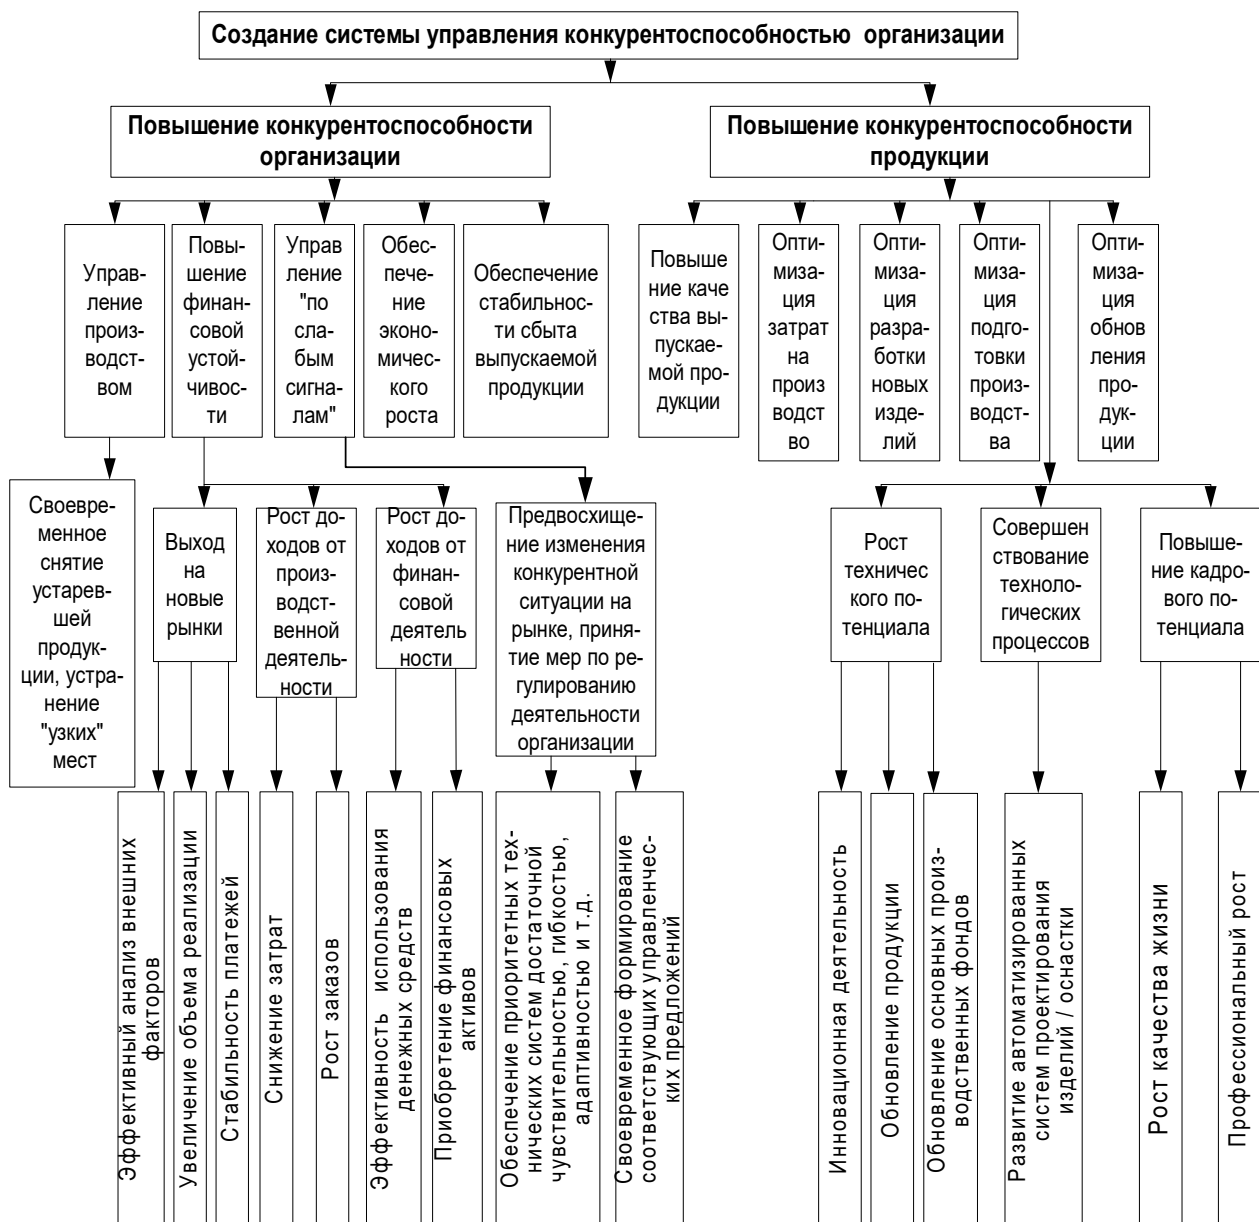 Создание системы управления конкурентоспособностью организации
Повышение конкурентоспособности
организации
Повышение конкурентоспособности
продукции
Управ-
ление
произ-
водст-
вом
Повы-
шение
финан-
совой
устой-
чивос-
ти
Управ
ление
"по
сла-
бым
сигна-
лам"
Обес-
пече-
ние
эконо-
мичес-
кого
роста
Обеспечение
стабильнос-
ти сбыта
выпускаемой
продукции
Повыше
ние каче
ства вы-
пускае-
мой про-
дукции
Опти-
миза-
ция
затрат
на
произ
водст
во
Опти-
миза-
ция
разра-
ботки
новых
изде-
лий
Опти-
миза-
ция
подго-
товки
произ-
водст-
ва
Опти-
миза-
ция
обнов
ления
про-
дук-
ции
Своевре-
менное
снятие
устарев-
шей
продук-
ции, устра-
нение
"узких"
мест
Выход
на
новые
рынки
Рост до-
ходов от
произ-
водст-
венной
деятель-
ности
Рост до-
ходов от
финан-
совой
деятель
ности
Предвосхище-
ние изменения
конкурентной
ситуации на
рынке, приня-
тие мер по ре-
гулированию
деятельности
организации
Рост
техничес
кого по-
тенциала
Совершен
ствование
техноло-
гических
процессов
Повыше-
ние кадро-
вого по-
тенциала
Эффективный анализ внешних
факторов
Увеличение объема реализации
Стабильность платежей
Снижение затрат
Рост заказов
Эффективность использования
денежных средств
Приобретение финансовых
активов
Обеспечение приоритетных тех-
нических систем достаточной
чувствительностью, гибкостью,
адаптивностью и т.д.
Своевременное формирование
соответствующих управленчес-
ких предложений
Инновационная деятельность
Обновление продукции
Обновление основных произ-
водственных фондов
Развитие автоматизированных
систем проектирования
изделий / оснастки
Рост качества жизни
Профессиональный рост